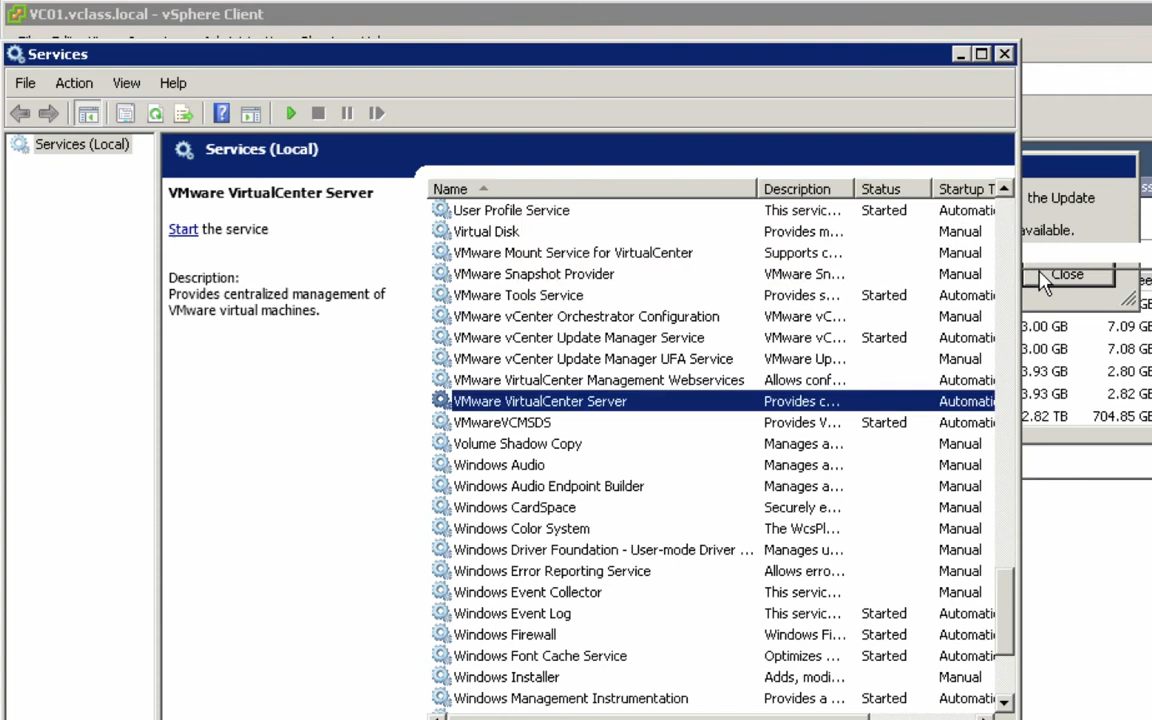 VC01.vclass.local - vSphere Client
Services
File Action View Help
Services (Local)
Services (Local)
VMware VirtualCenter Server
Start the service
Description:
Provides centralized management of
VMware virtual machines.
Name Description Status Startup T
User Profile Service This servic... Started Automati
Virtual Disk Provides m... Manual
VMware Mount Service for VirtualCenter Supports c... Manual
VMware Snapshot Provider VMware Sn... Manual
VMware Tools Service Provides s... Started Automati
VMware vCenter Orchestrator Configuration VMware vC... Manual
VMware vCenter Update Manager Service VMware vC... Started Automati
VMware vCenter Update Manager UFA Service VMware Up... Manual
VMware VirtualCenter Management Webservices Allows conf... Automati
VMware VirtualCenter Server Provides c... Automati
VMwareVCMSDS Provides V... Started Automati
Volume Shadow Copy Manages a... Manual
Windows Audio Manages a... Manual
Windows Audio Endpoint Builder Manages a... Manual
Windows CardSpace Securely e... Manual
Windows Color System The WcsPl... Manual
Windows Driver Foundation - User-mode Driver ... Manages u... Manual
Windows Error Reporting Service Allows erro... Manual
Windows Event Collector This servic... Manual
Windows Event Log This servic... Started Automati
Windows Firewall Windows Fi... Started Automati
Windows Font Cache Service Optimizes ... Started Automati
Windows Installer Adds, modi... Manual
Windows Management Instrumentation Provides a ... Started Automati
the Update
available.
Close
3.00 GB 7.09 GB
3.00 GB 7.08 GB
3.93 GB 2.80 GB
3.93 GB 2.82 GB
2.82 TB 704.85 GB